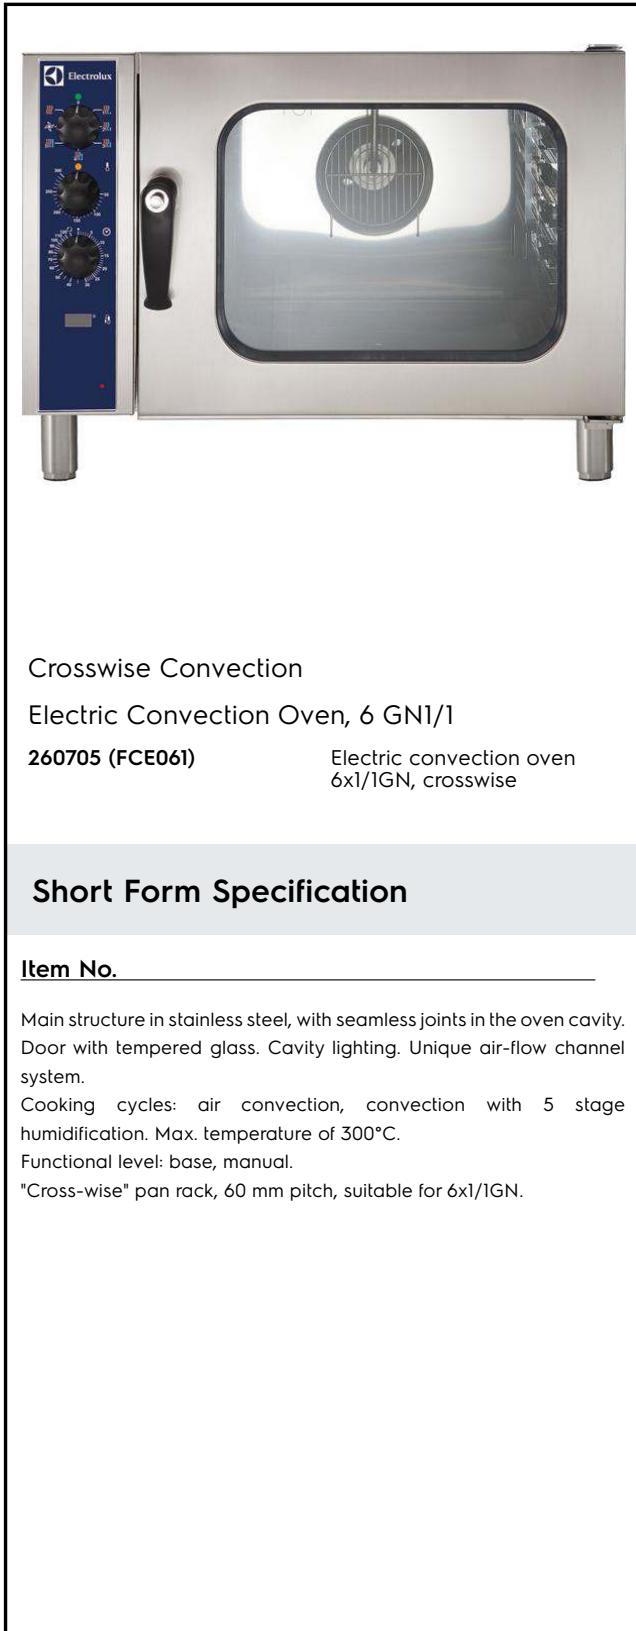 Electrolux
Crosswise Convection
Electric Convection Oven, 6 GN1/1
260705 (FCE061)
Electric convection oven
6x1/1GN, crosswise
Short Form Specification
Item No.
Main structure in stainless steel, with seamless joints in the oven cavity.
Door with tempered glass. Cavity lighting. Unique air-flow channel
system.
Cooking cycles: air convection, convection with 5 stage
humidification. Max. temperature of 300°C.
Functional level: base, manual.
"Cross-wise" pan rack, 60 mm pitch, suitable for 6x1/1GN.